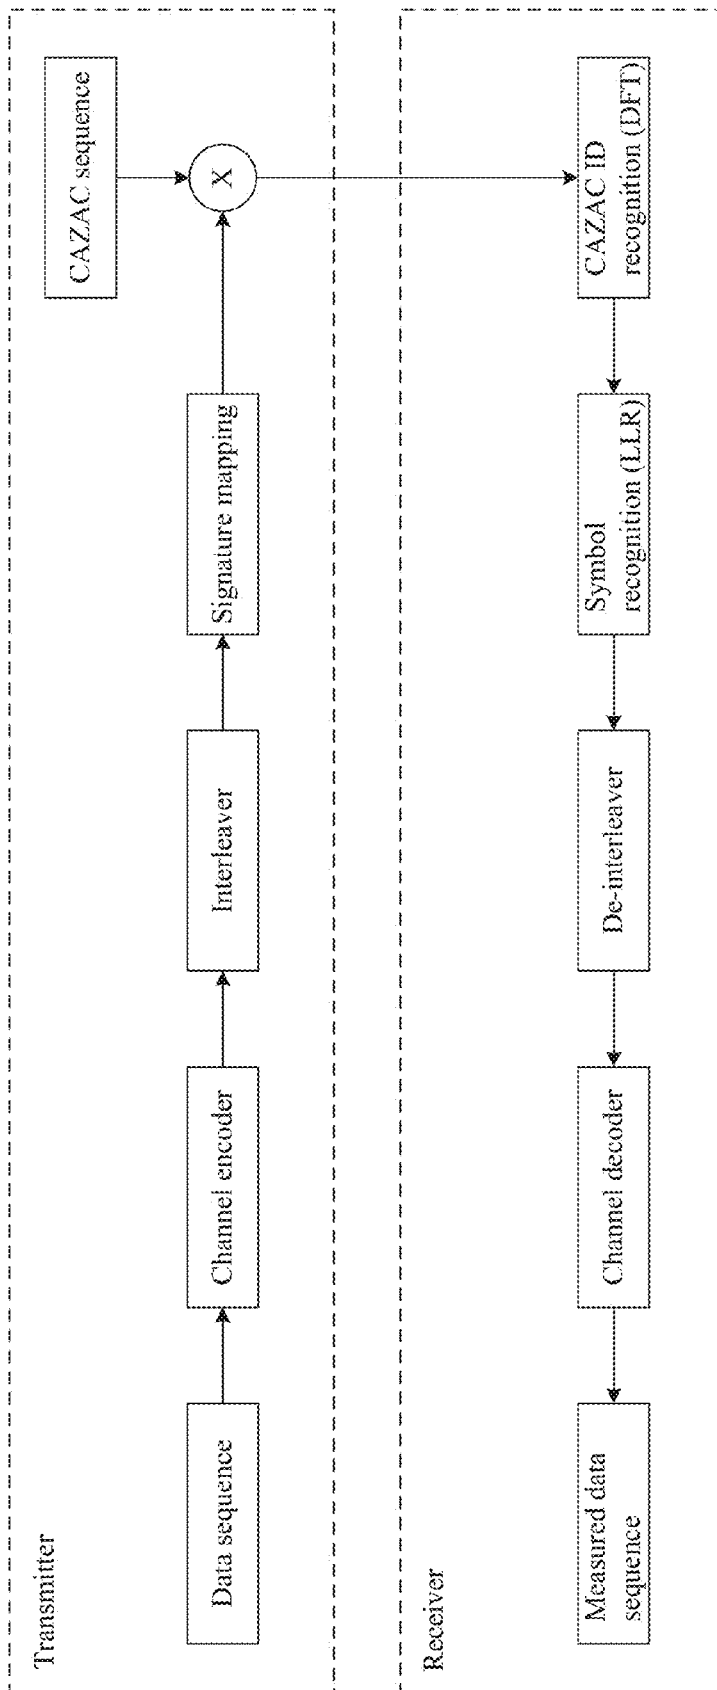 Transmitter
CAZAC sequence
Data sequence
Channel encoder
Interleaver
Signature mapping
X
Receiver
Measured data
sequence
Channel decoder
De-interleaver
Symbol
recognition (LLR)
CAZAC ID
recognition (DFT)